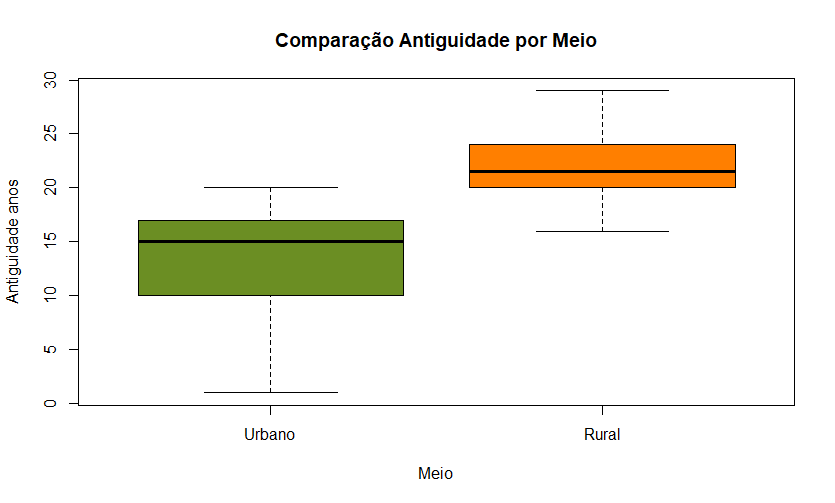 Comparação Antiguidade por Meio
Antiguidade anos
30
25
20
15
10
5
0
Urbano
Rural
Meio